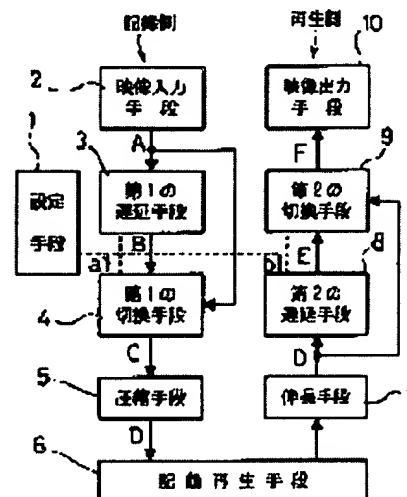 記録側
再生側
10
2
映像入力
手段
映像出力
手段
A
F
1
3
9
設定
手段
第1の
遅延手段
第2の
切換手段
B
E
8
a
b
4
第1の
切換手段
第2の
遅延手段
C
D
5
圧縮手段
伸長手段
6
D
記動再生手段